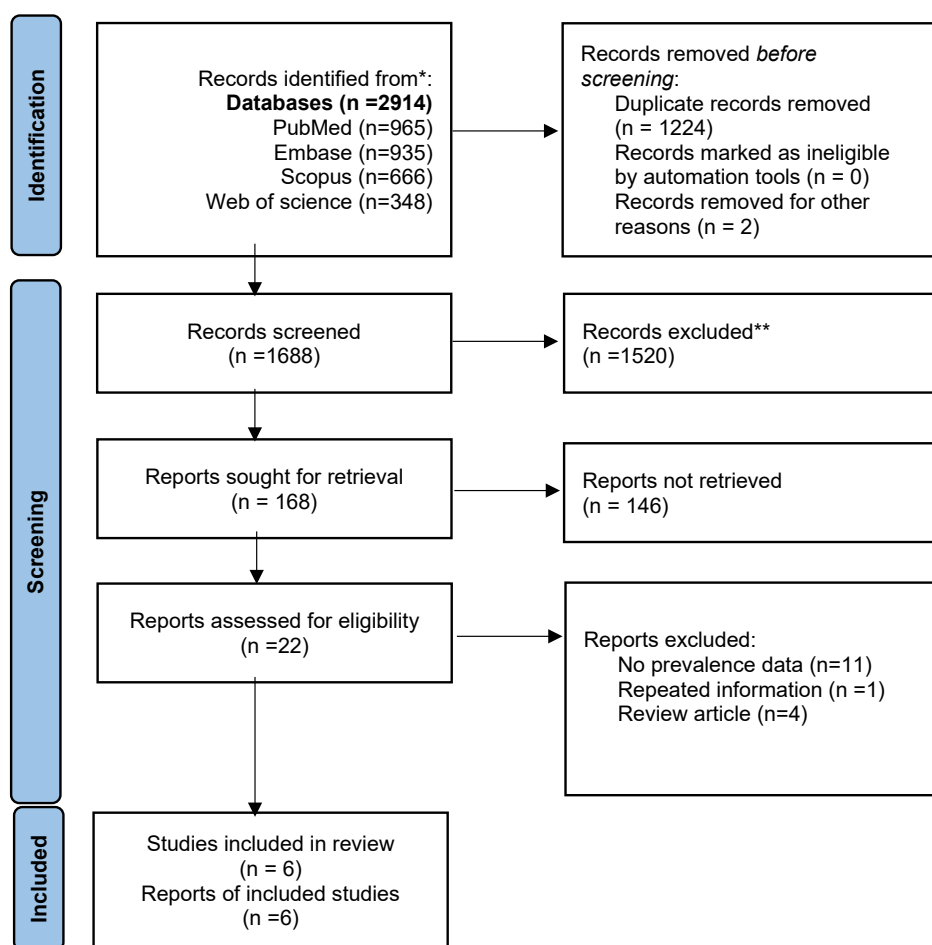 Identification
Records identified from*:
Databases (n =2914)
PubMed (n=965)
Embase (n=935)
Scopus (n=666)
Web of science (n=348)
Records removed before
screening:
Duplicate records removed
(n = 1224)
Records marked as ineligible
by automation tools (n = 0)
Records removed for other
reasons (n = 2)
Screening
Records screened
(n =1688)
Records excluded**
(n =1520)
Reports sought for retrieval
(n = 168)
Reports not retrieved
(n = 146)
Reports assessed for eligibility
(n =22)
Reports excluded:
No prevalence data (n=11)
Repeated information (n =1)
Review article (n=4)
Included
Studies included in review
(n = 6)
Reports of included studies
(n =6)